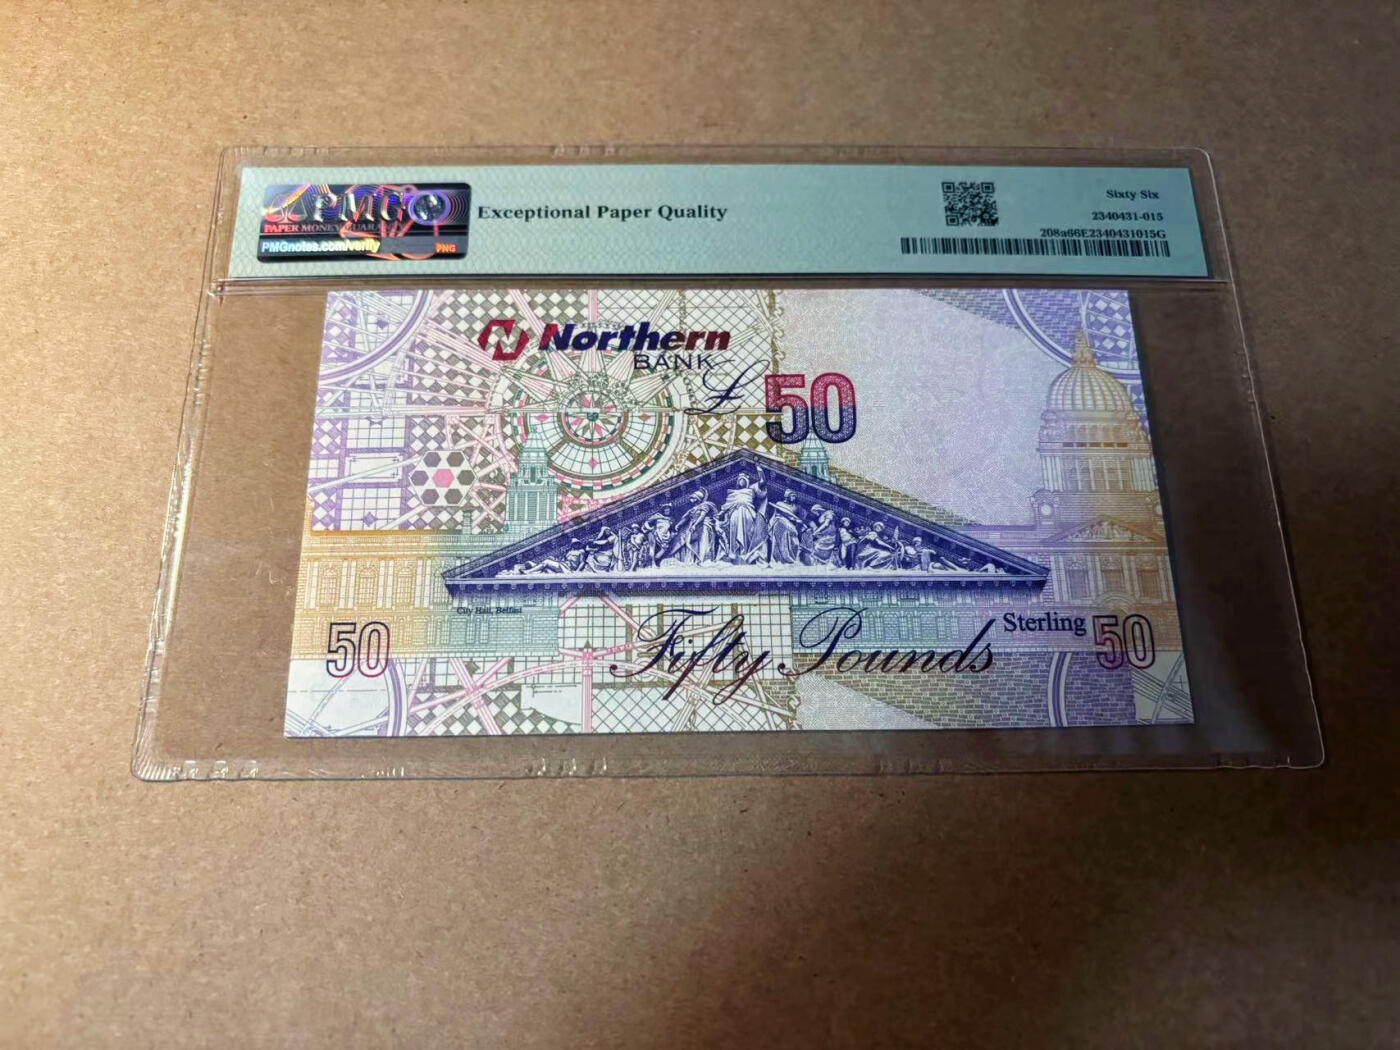 PMG
PAPER MONEY GUARANTY
PMGnotes.com/verify
PNG
Exceptional Paper Quality
Sixty Six
2340431-015
208a66E2340431015G
N Northern
BANK
£50
City Hall, Belfast
50
Fifty Pounds
Sterling
50